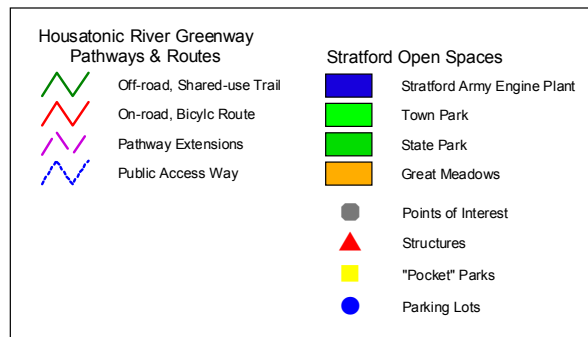 Housatonic River Greenway
Pathways & Routes
Off-road, Shared-use Trail
On-road, Bicylc Route
Pathway Extensions
Public Access Way
Stratford Open Spaces
Stratford Army Engine Plant
Town Park
State Park
Great Meadows
Points of Interest
Structures
"Pocket" Parks
Parking Lots